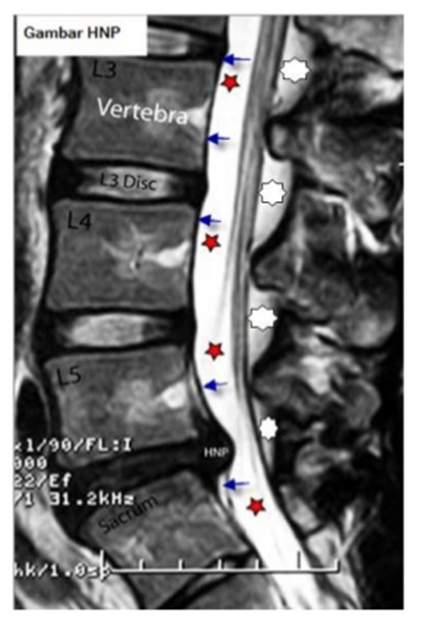 Gambar HNP
L3
Vertebra
L3 Disc
L4
L5
HNP
x1/90/FL:I
000
22/Ef
/1 31.2kHz
Sacrum
hk/1.0sp